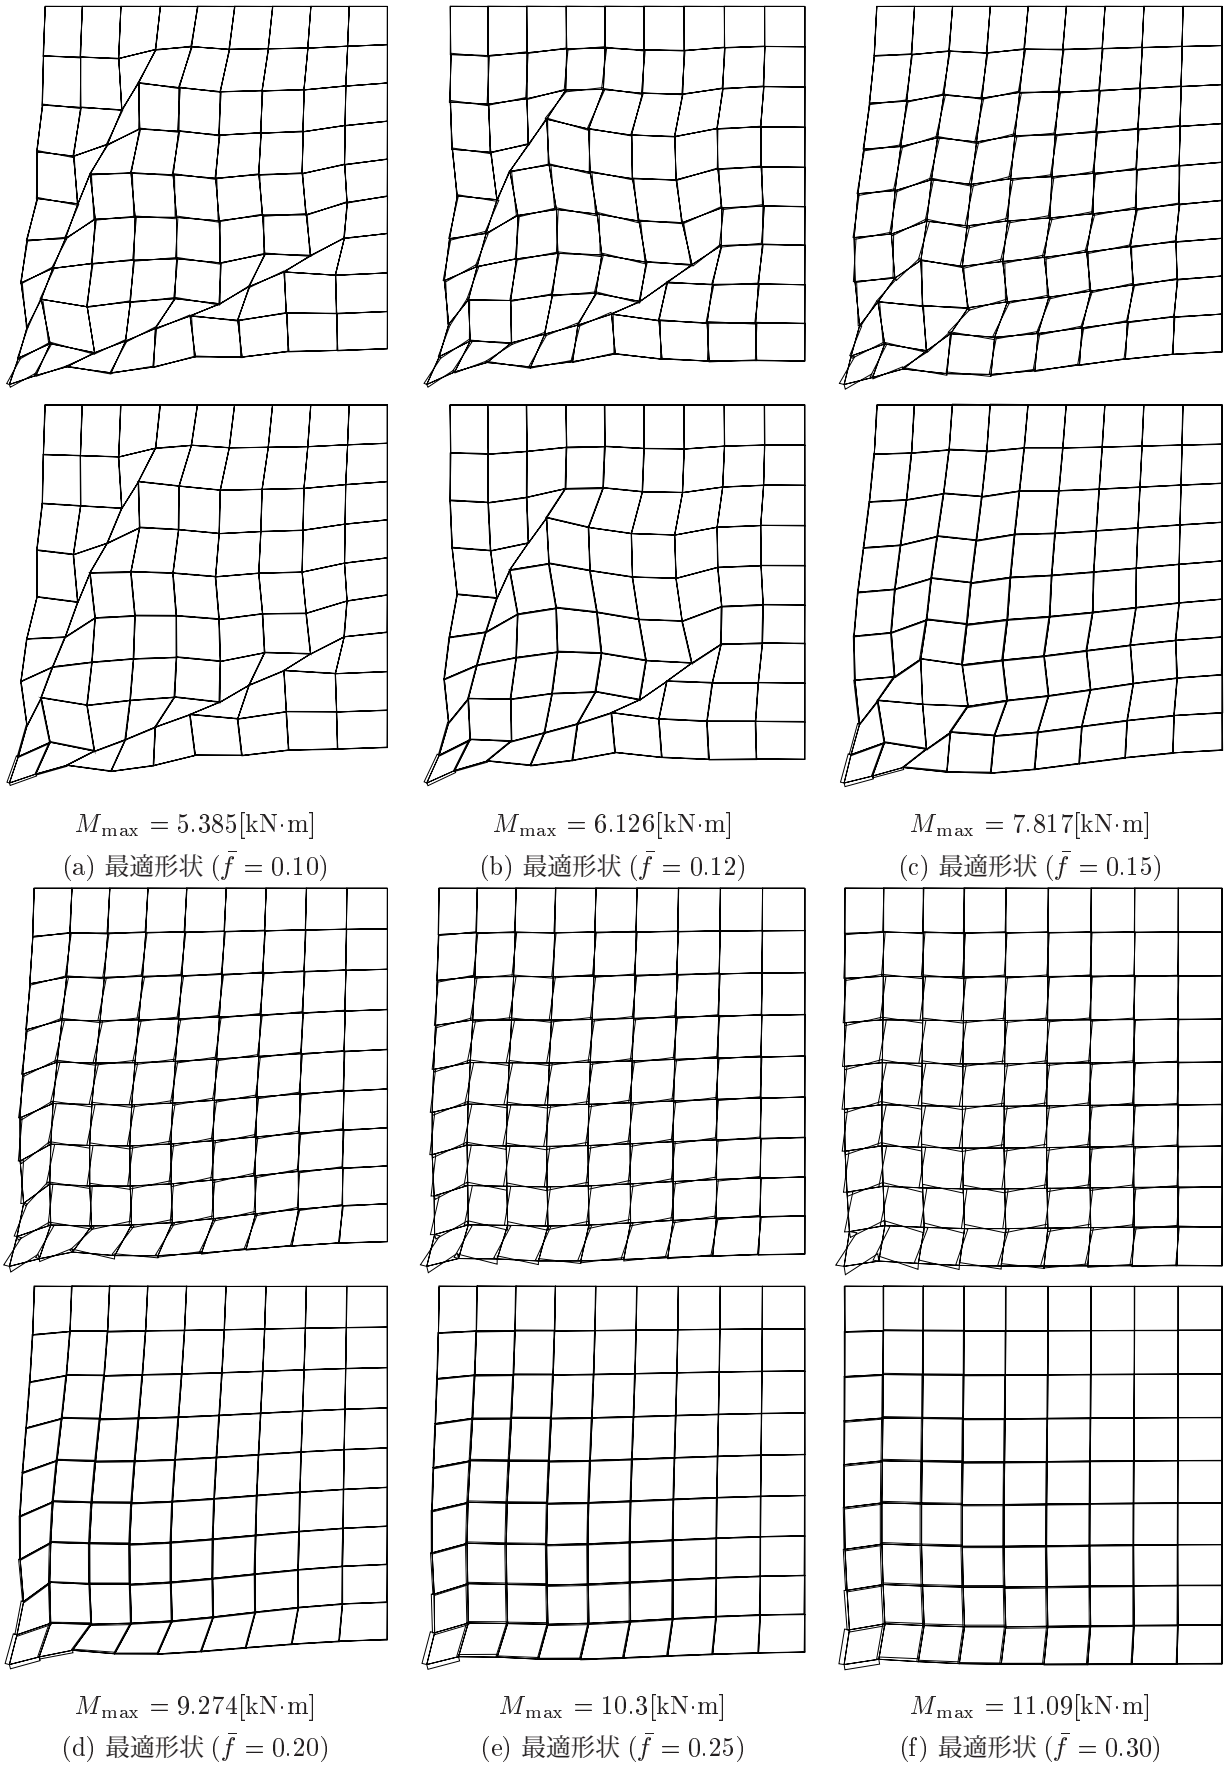 M_max = 5.385[kN·m]
(a) 最適形状 (f̄ = 0.10)
M_max = 6.126[kN·m]
(b) 最適形状 (f̄ = 0.12)
M_max = 7.817[kN·m]
(c) 最適形状 (f̄ = 0.15)
M_max = 9.274[kN·m]
(d) 最適形状 (f̄ = 0.20)
M_max = 10.3[kN·m]
(e) 最適形状 (f̄ = 0.25)
M_max = 11.09[kN·m]
(f) 最適形状 (f̄ = 0.30)